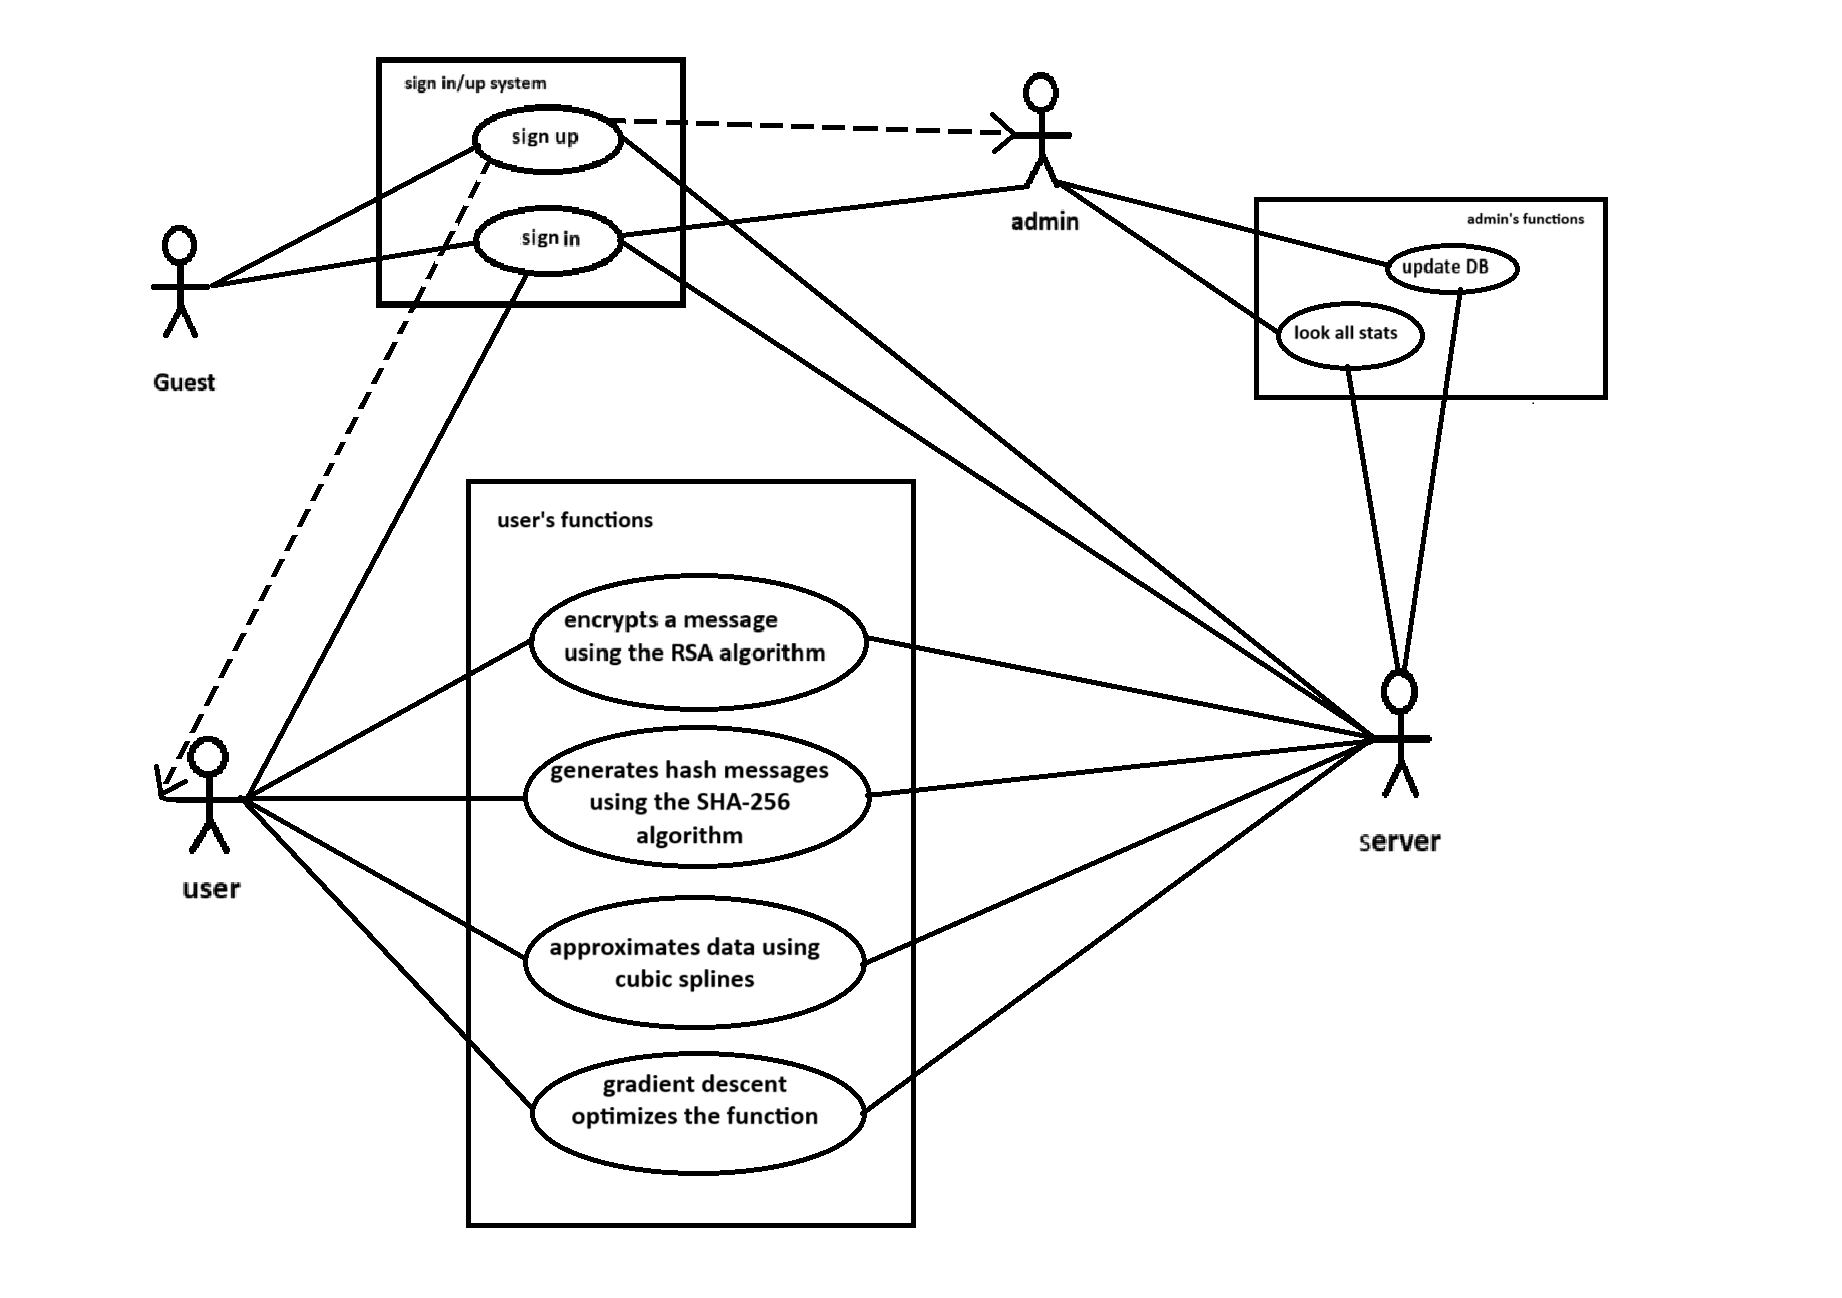 sign in/up system
sign up
sign in
Guest
admin
admin's functions
update DB
look all stats
user's functions
encrypts a message
using the RSA algorithm
generates hash messages
using the SHA-256
algorithm
approximates data using
cubic splines
gradient descent
optimizes the function
user
server